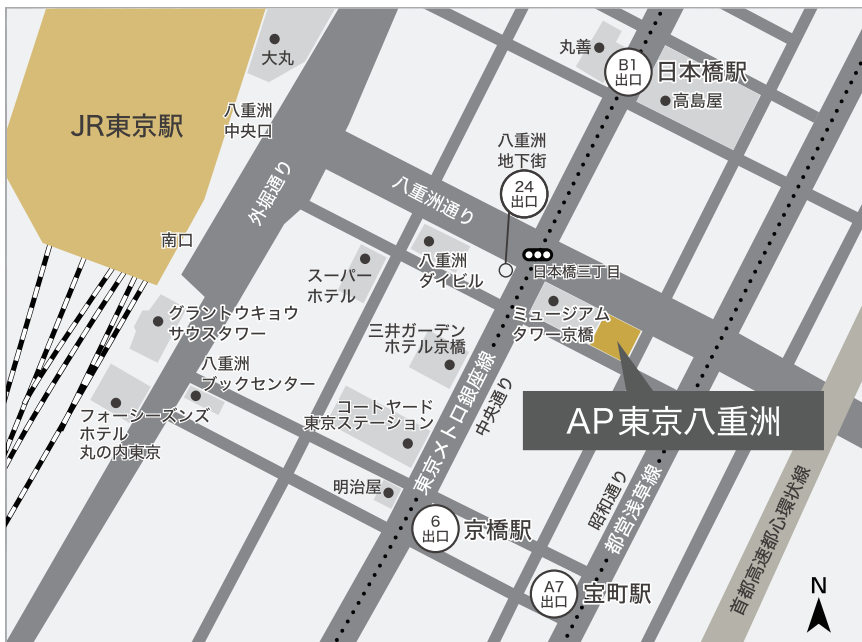 大丸
丸善
B1
出口
日本橋駅
JR東京駅
八重洲
中央口
高島屋
八重洲
地下街
24
出口
外堀通り
八重洲通り
南口
八重洲
ダイビル
日本橋三丁目
スーパー
ホテル
グラントウキョウ
サウスタワー
ミュージアム
タワー京橋
三井ガーデン
ホテル京橋
八重洲
ブックセンター
東京メトロ銀座線
中央通り
AP東京八重洲
フォーシーズンズ
ホテル
丸の内東京
コートヤード
東京ステーション
明治屋
昭和通り
都営浅草線
首都高速都心環状線
6
出口
京橋駅
A7
出口
宝町駅
N